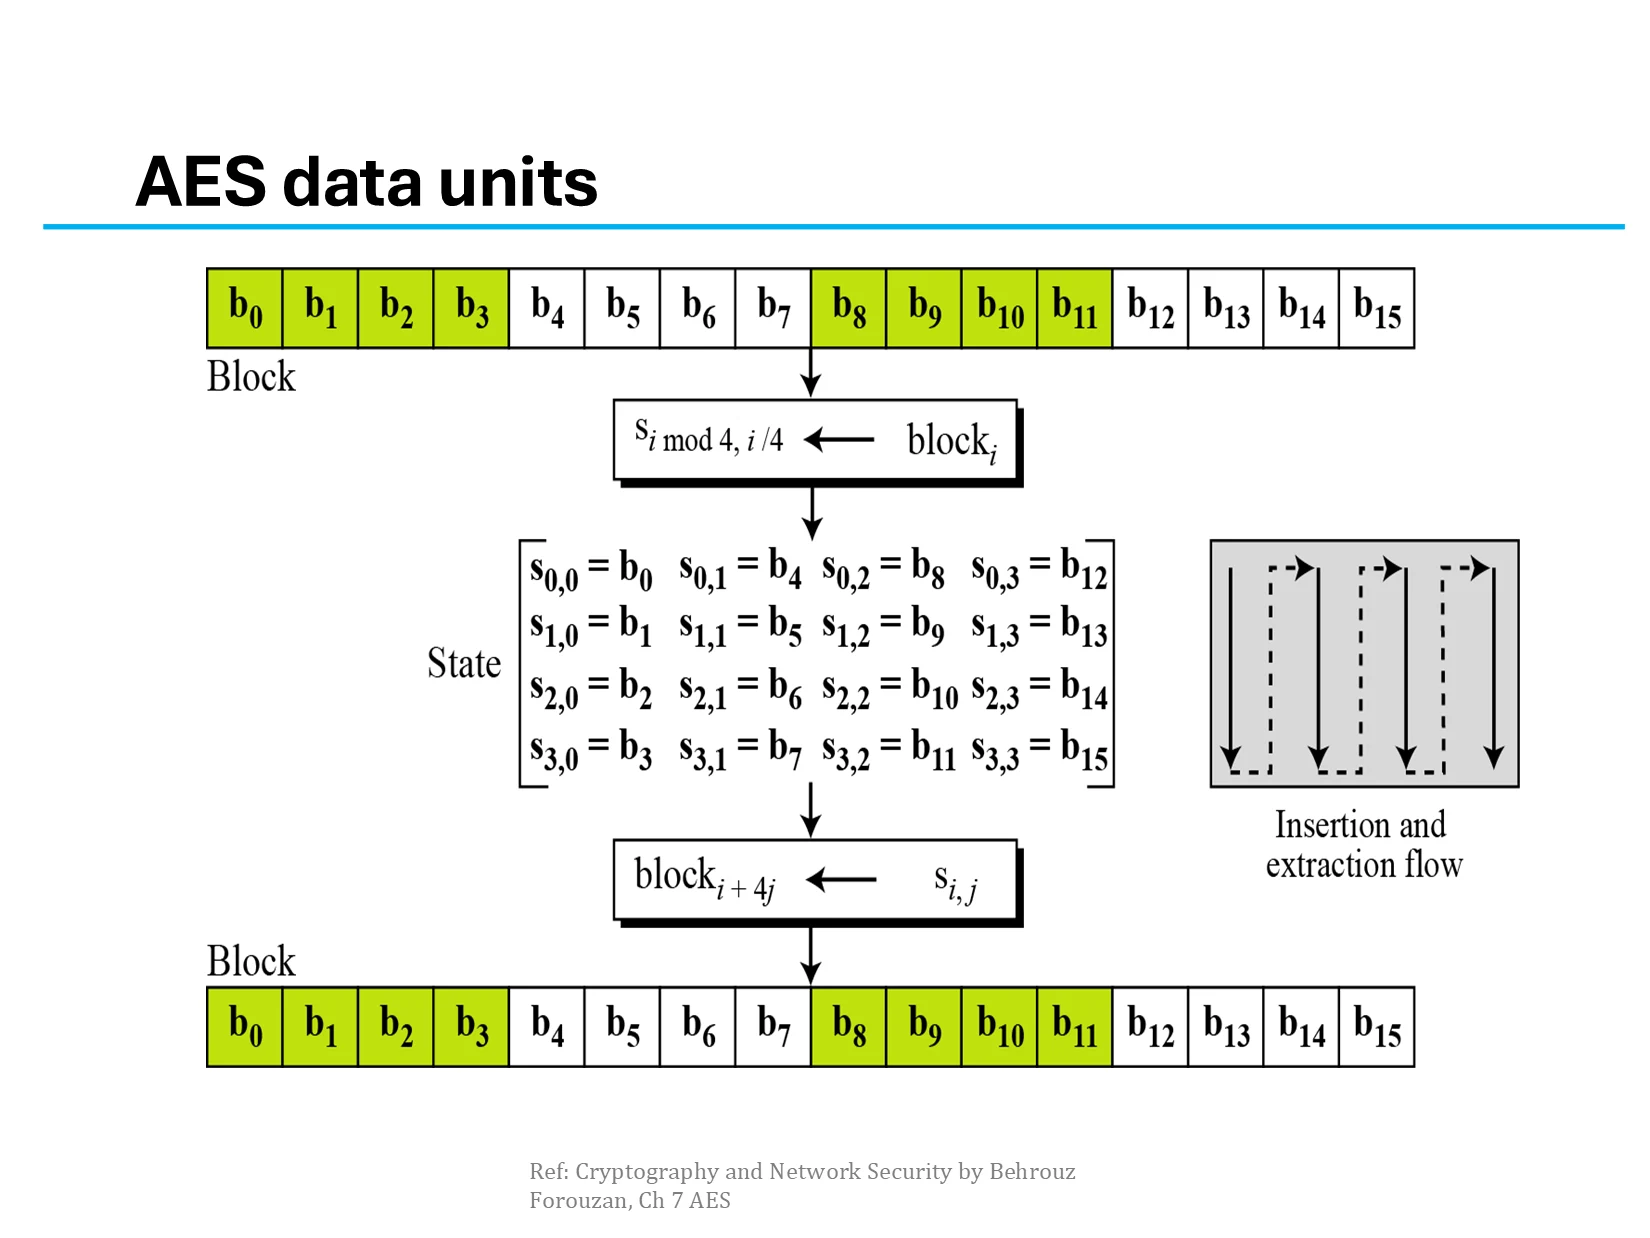 AES data units
b0 b1 b2 b3 b4 b5 b6 b7 b8 b9 b10 b11 b12 b13 b14 b15
Block
s i mod 4, i /4 ← block i
s0,0 = b0 s0,1 = b4 s0,2 = b8 s0,3 = b12
s1,0 = b1 s1,1 = b5 s1,2 = b9 s1,3 = b13
State
s2,0 = b2 s2,1 = b6 s2,2 = b10 s2,3 = b14
s3,0 = b3 s3,1 = b7 s3,2 = b11 s3,3 = b15
Insertion and
extraction flow
block i + 4j ← s i, j
Block
b0 b1 b2 b3 b4 b5 b6 b7 b8 b9 b10 b11 b12 b13 b14 b15
Ref: Cryptography and Network Security by Behrouz
Forouzan, Ch 7 AES